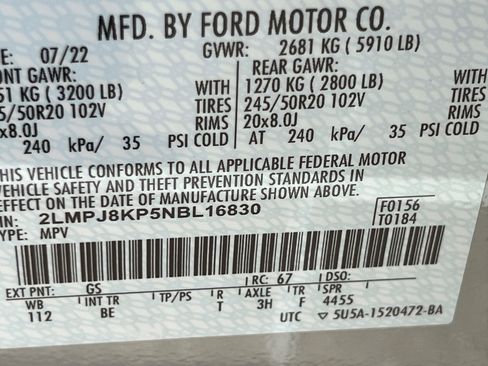 MFD. BY FORD MOTOR CO.
07/22 GVWR: 2681 KG ( 5910 LB)
ONT GAWR: REAR GAWR:
51 KG ( 3200 LB) WITH 1270 KG ( 2800 LB) WITH
5/50R20 102V TIRES 245/50R20 102V TIRES
x8.0J RIMS 20x8.0J RIMS
240 kPa/ 35 PSI COLD AT 240 kPa/ 35 PSI COLD
THIS VEHICLE CONFORMS TO ALL APPLICABLE FEDERAL MOTOR
VEHICLE SAFETY AND THEFT PREVENTION STANDARDS IN
EFFECT ON THE DATE OF MANUFACTURE SHOWN ABOVE.
VIN: 2LMPJ8KP5NBL16830 F0156
TYPE: MPV T0184
EXT PNT: GS RC: 67 DSO:
WB INT TR TP/PS R AXLE TR SPR
112 BE T 3H F 4455
UTC 5U5A-1520472-BA